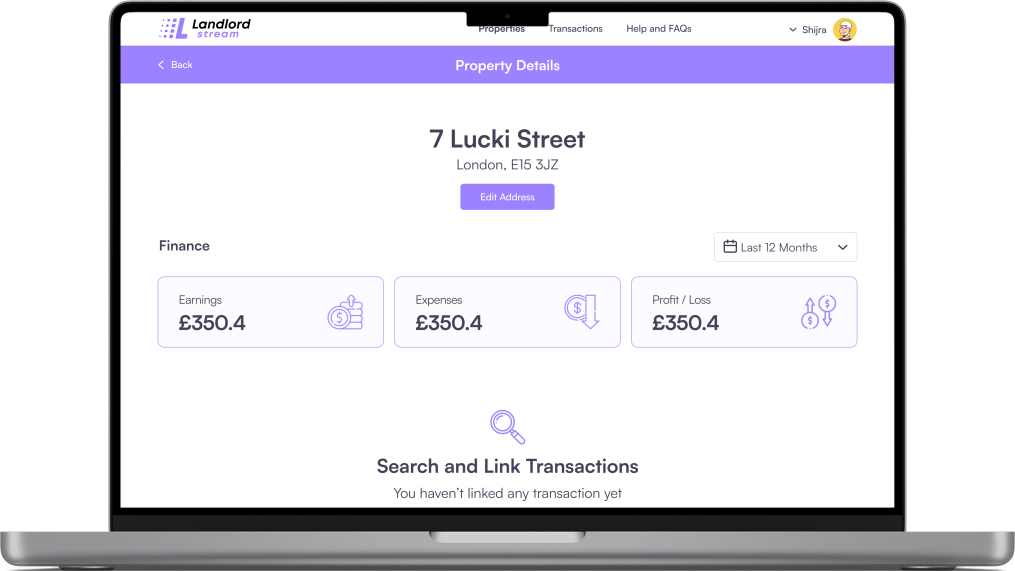 Landlord
stream
Properties
Transactions
Help and FAQs
Shijra
Back
Property Details
7 Lucki Street
London, E15 3JZ
Edit Address
Finance
Last 12 Months
Earnings
£350.4
Expenses
£350.4
Profit / Loss
£350.4
Search and Link Transactions
You haven’t linked any transaction yet